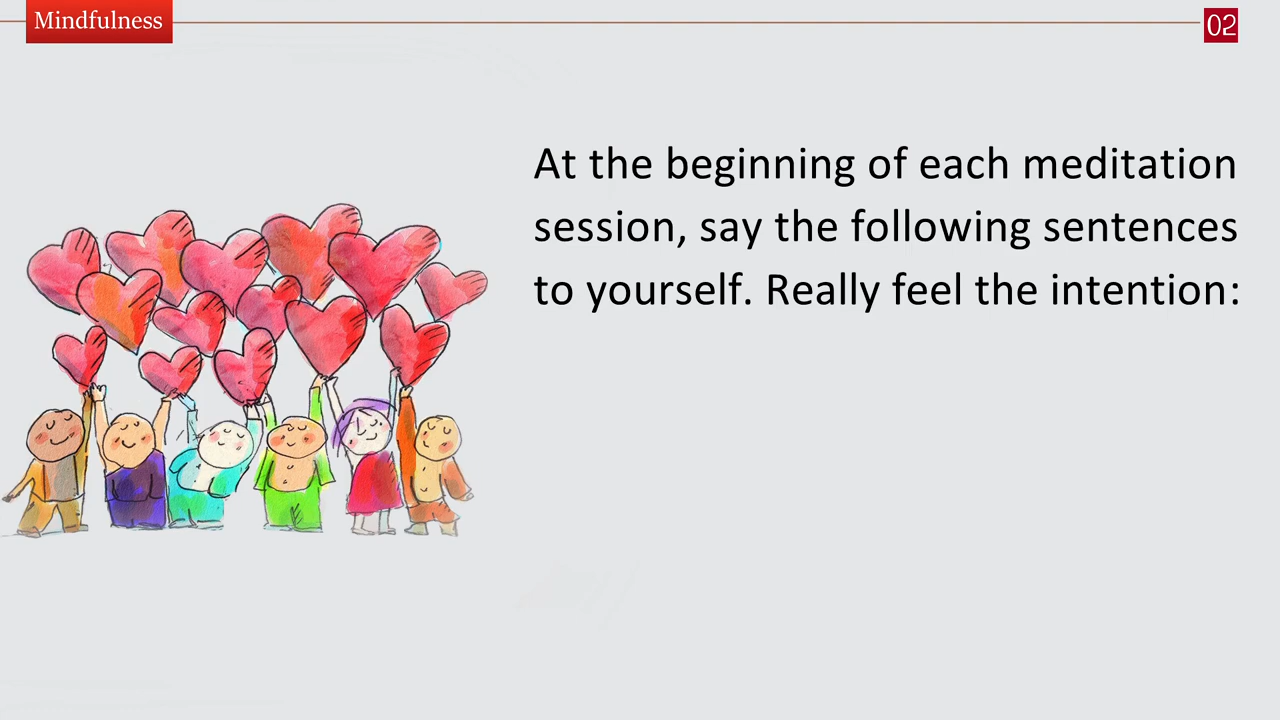 Mindfulness
02
At the beginning of each meditation
session, say the following sentences
to yourself. Really feel the intention: